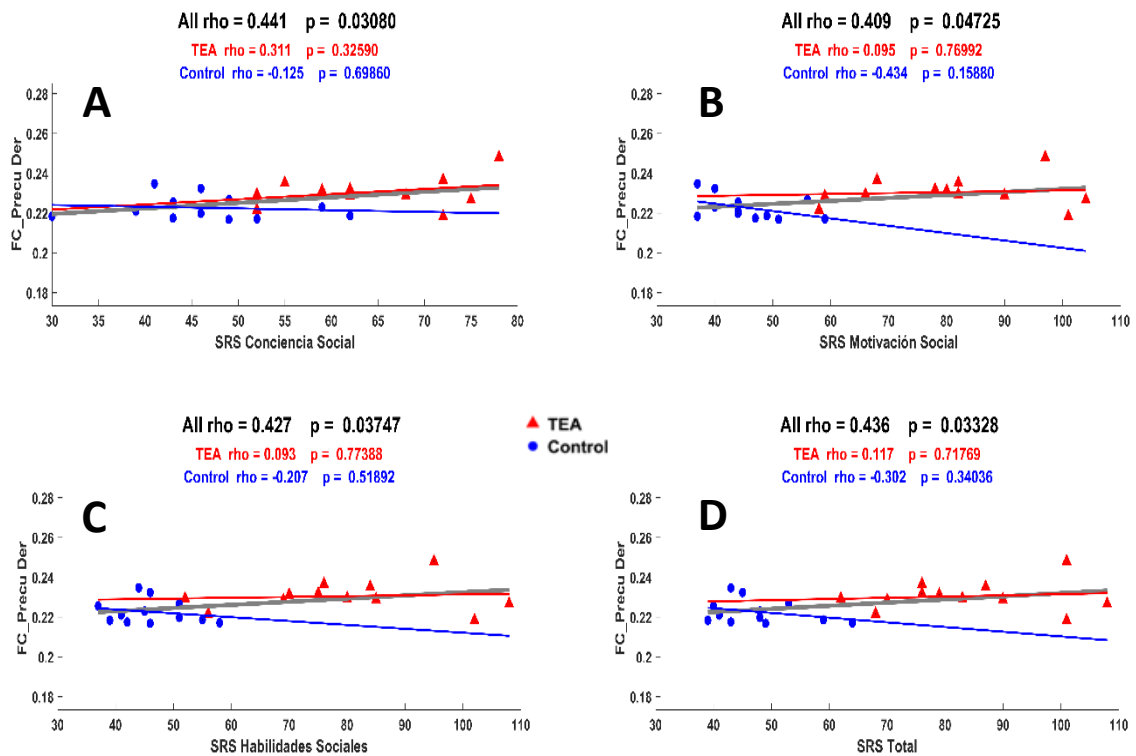 All rho = 0.441 p = 0.03080
TEA rho = 0.311 p = 0.32590
Control rho = -0.125 p = 0.69860
A
0.28
0.26
0.24
0.22
0.2
0.18
FC_Precu Der
30 35 40 45 50 55 60 65 70 75 80
SRS Conciencia Social
All rho = 0.409 p = 0.04725
TEA rho = 0.095 p = 0.76992
Control rho = -0.434 p = 0.15880
B
0.28
0.26
0.24
0.22
0.2
0.18
FC_Precu Der
30 40 50 60 70 80 90 100 110
SRS Motivación Social
All rho = 0.427 p = 0.03747
TEA rho = 0.093 p = 0.77388
Control rho = -0.207 p = 0.51892
C
0.28
0.26
0.24
0.22
0.2
0.18
FC_Precu Der
30 40 50 60 70 80 90 100 110
SRS Habilidades Sociales
TEA
Control
All rho = 0.436 p = 0.03328
TEA rho = 0.117 p = 0.71769
Control rho = -0.302 p = 0.34036
D
0.28
0.26
0.24
0.22
0.2
0.18
FC_Precu Der
30 40 50 60 70 80 90 100 110
SRS Total